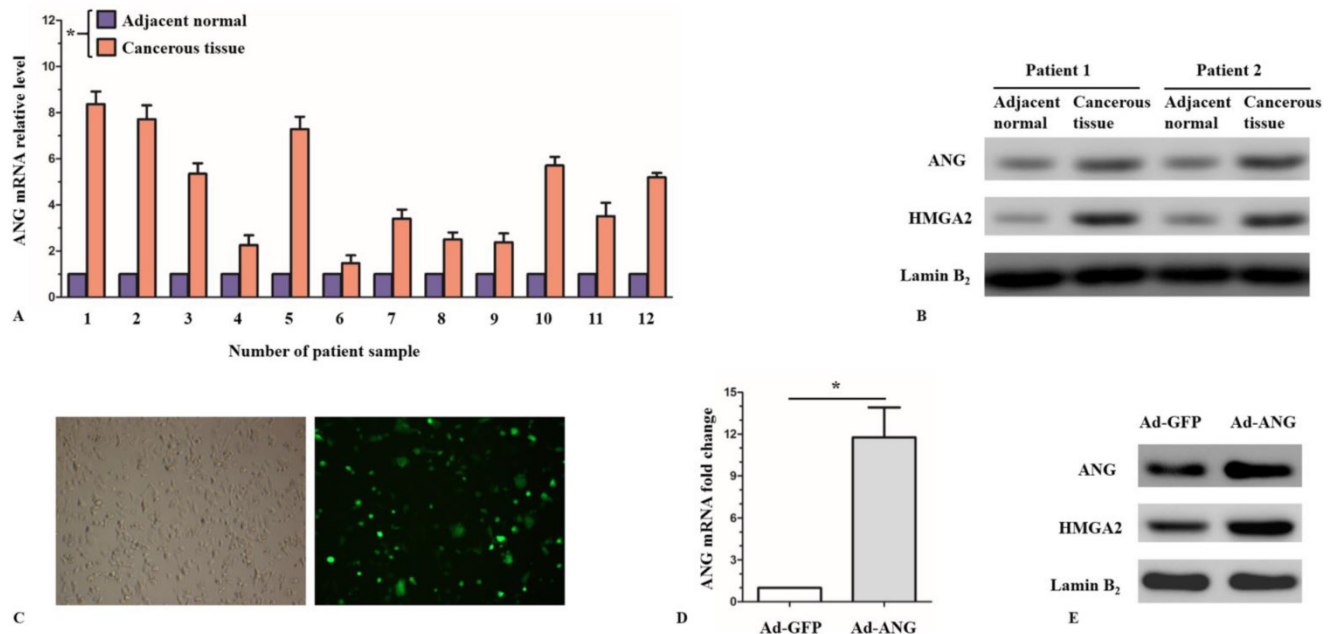 12
10
8
6
4
2
0
ANG mRNA relative level
*
Adjacent normal
Cancerous tissue
1 2 3 4 5 6 7 8 9 10 11 12
Number of patient sample
A
Patient 1 Patient 2
Adjacent normal Cancerous tissue Adjacent normal Cancerous tissue
ANG
HMGA2
Lamin B₂
B
C
15
12
9
6
3
0
ANG mRNA fold change
*
Ad-GFP Ad-ANG
D
Ad-GFP Ad-ANG
ANG
HMGA2
Lamin B₂
E